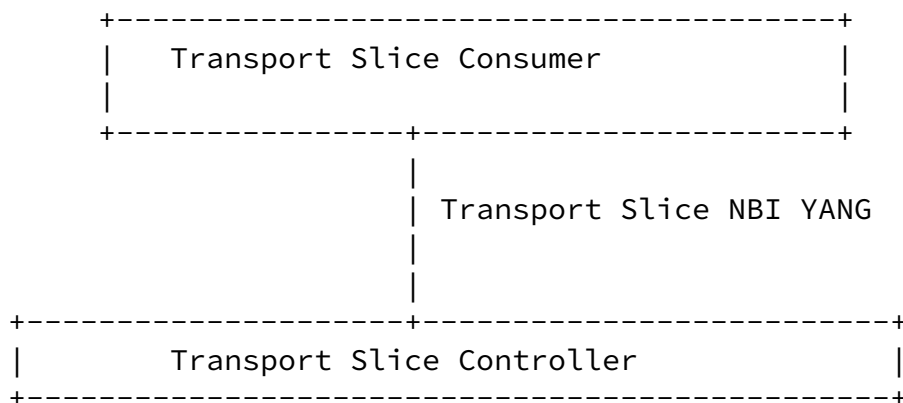 Transport Slice Consumer
Transport Slice NBI YANG
Transport Slice Controller